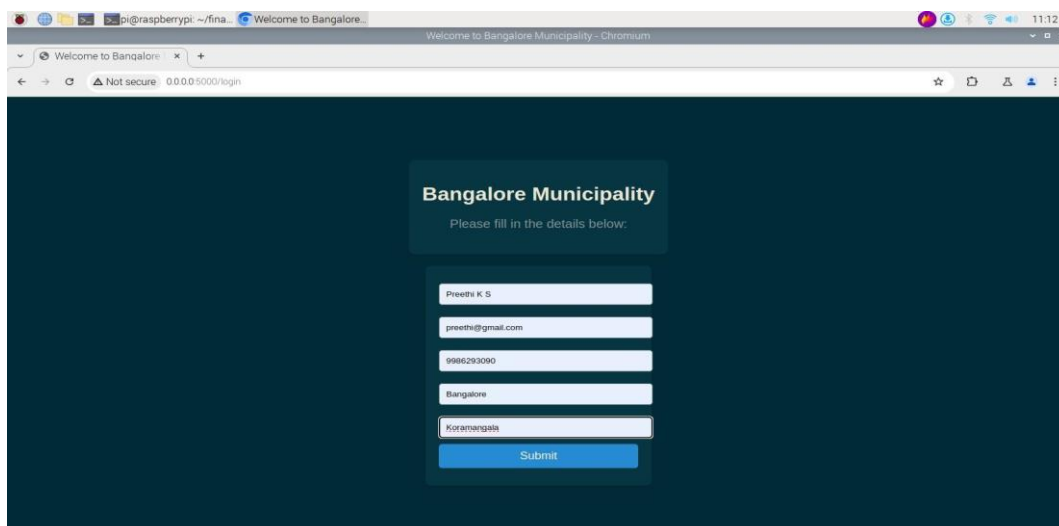 pi@raspberrypi: ~/fina... Welcome to Bangalore... 11:12
Welcome to Bangalore Municipality - Chromium
Welcome to Bangalore
Not secure 0.0.0.0:5000/login
Bangalore Municipality
Please fill in the details below:
Preethi K S
preethi@gmail.com
9986293090
Bangalore
Koramangala
Submit